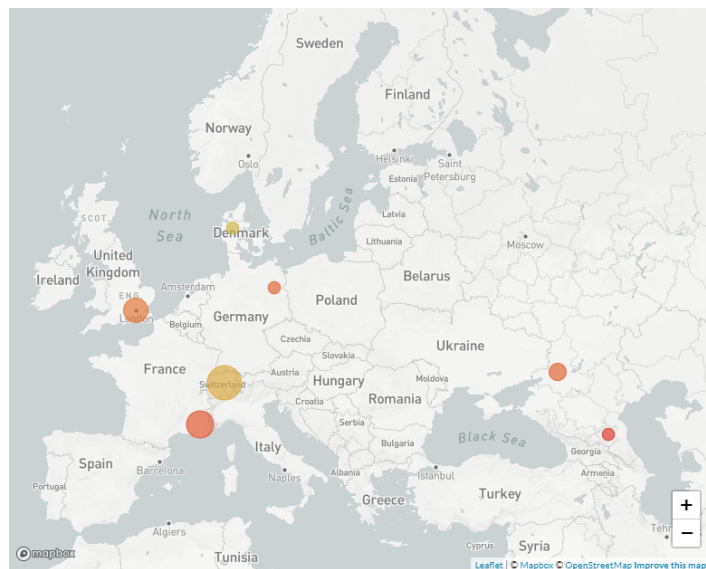 Sweden
Finland
Norway
Oslo
Helsinki
Saint
Petersburg
Estonia
SCOT.
North
Sea
Baltic Sea
Latvia
Denmark
Lithuania
Moscow
United
Kingdom
Ireland
Belarus
Amsterdam
ENG.
London
Poland
Germany
Belgium
Czechia
Ukraine
Slovakia
France
Austria
Switzerland
Hungary
Moldova
Romania
Croatia
Serbia
Black Sea
Italy
Bulgaria
Georgia
Spain
Barcelona
Albania
Istanbul
Armenia
Naples
Portugal
Turkey
Greece
Algiers
Tunisia
Cyprus
Syria
+
−
mapbox
Leaflet | © Mapbox © OpenStreetMap Improve this map